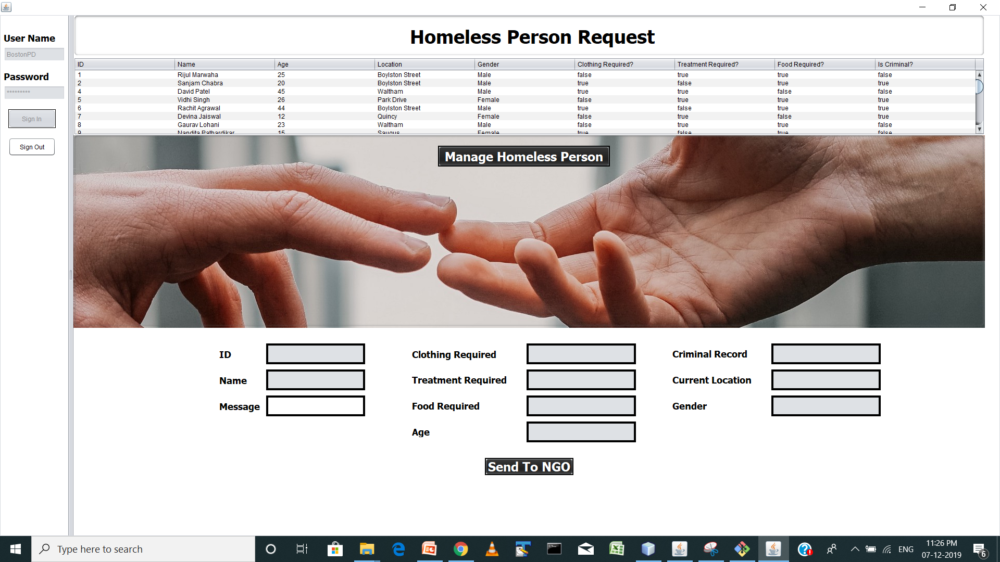 Homeless Person Request
User Name
BostonPD
Password
*********
Sign In
Sign Out
ID Name Age Location Gender Clothing Required? Treatment Required? Food Required? Is Criminal?
1 Rijul Marwaha 25 Boylston Street Male false true true false
2 Sanjam Chabra 20 Boylston Street Male true false true true
4 David Patel 45 Waltham Male true true false false
5 Vidhi Singh 26 Park Drive Female false true true true
6 Rachit Agrawal 44 Boylston Street Male true false true true
7 Devina Jaiswal 12 Quincy Female false true false true
8 Gaurav Lohani 23 Waltham Male false true true false
9 Nandita Pathardikar 15 Saugus Female true false true false
Manage Homeless Person
ID Clothing Required Criminal Record
Name Treatment Required Current Location
Message Food Required Gender
Age
Send To NGO
Type here to search
ENG
11:26 PM
07-12-2019
6